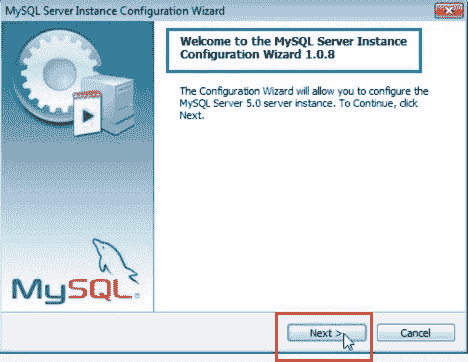 MySQL Server Instance Configuration Wizard
Welcome to the MySQL Server Instance
Configuration Wizard 1.0.8
The Configuration Wizard will allow you to configure the
MySQL Server 5.0 server instance. To Continue, click
Next.
MySQL®
Next >
Cancel